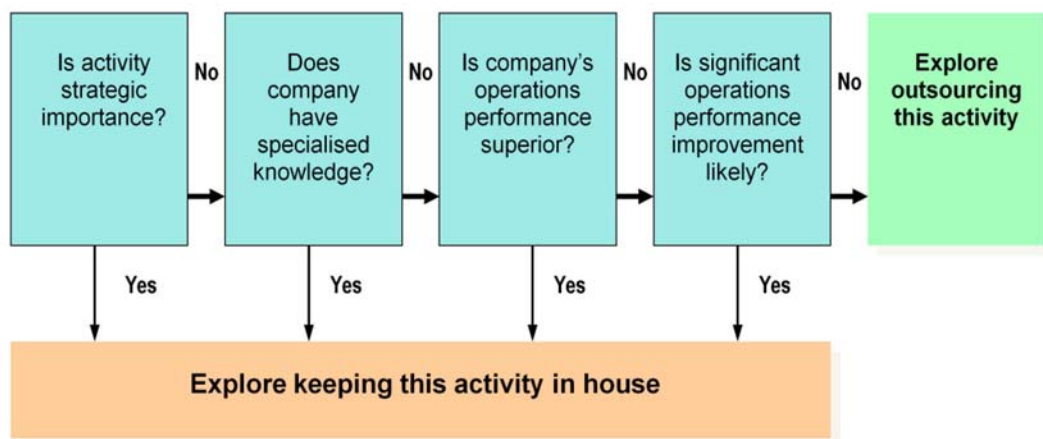 Is activity
strategic
importance?
No
Does
company
have
specialised
knowledge?
No
Is company's
operations
performance
superior?
No
Is significant
operations
performance
improvement
likely?
No
Explore
outsourcing
this activity
Yes
Yes
Yes
Yes
Explore keeping this activity in house